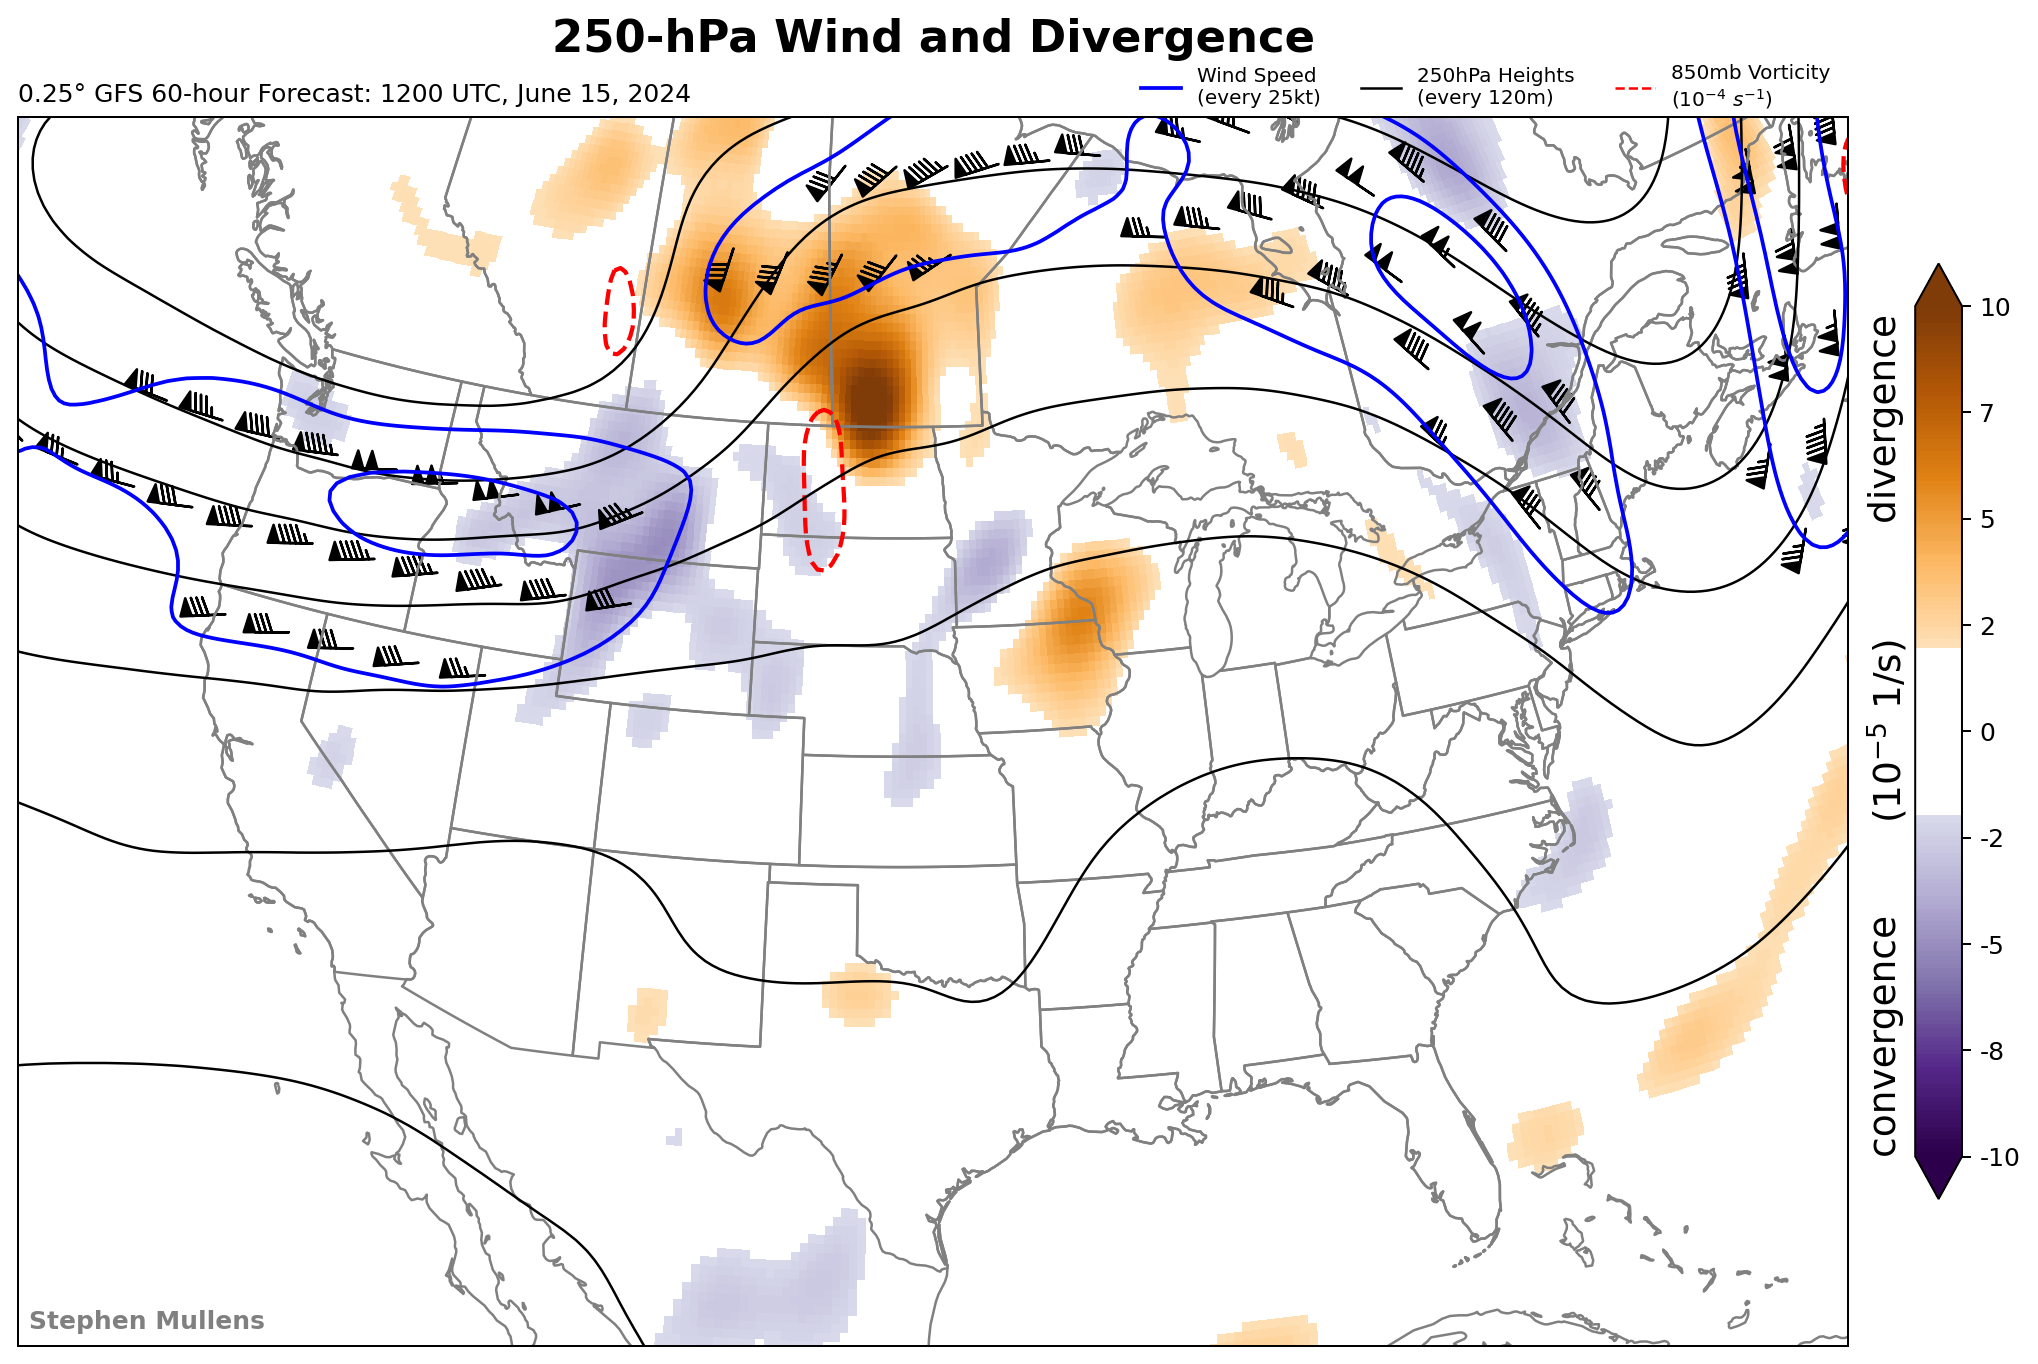 250-hPa Wind and Divergence
0.25° GFS 60-hour Forecast: 1200 UTC, June 15, 2024
Wind Speed
(every 25kt)
250hPa Heights
(every 120m)
850mb Vorticity
(10⁻⁴ s⁻¹)
10
7
5
2
0
-2
-5
-8
-10
convergence (10⁻⁵ 1/s) divergence
Stephen Mullens